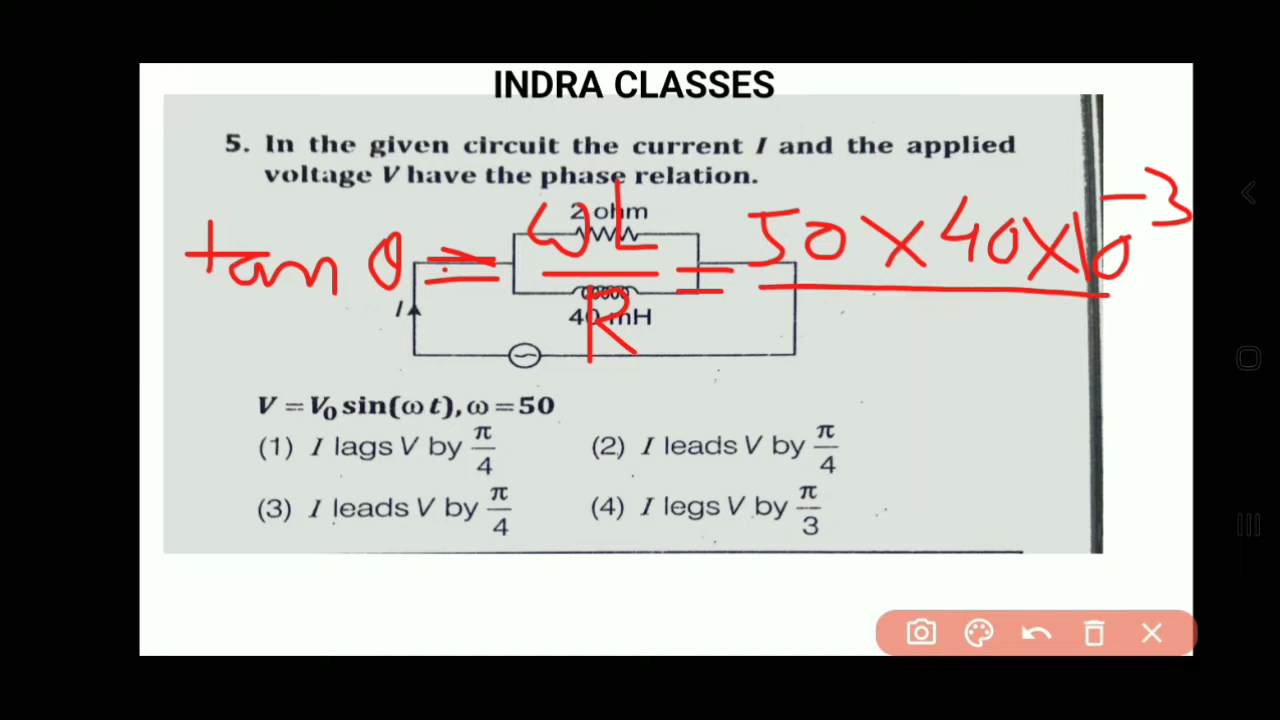 INDRA CLASSES
5. In the given circuit the current I and the applied
voltage V have the phase relation.
2 ohm
tan θ = ωL/R = 50×40×10⁻³
I
40 mH
V = V₀ sin(ω t), ω = 50
(1) I lags V by π/4
(2) I leads V by π/4
(3) I leads V by π/4
(4) I legs V by π/3